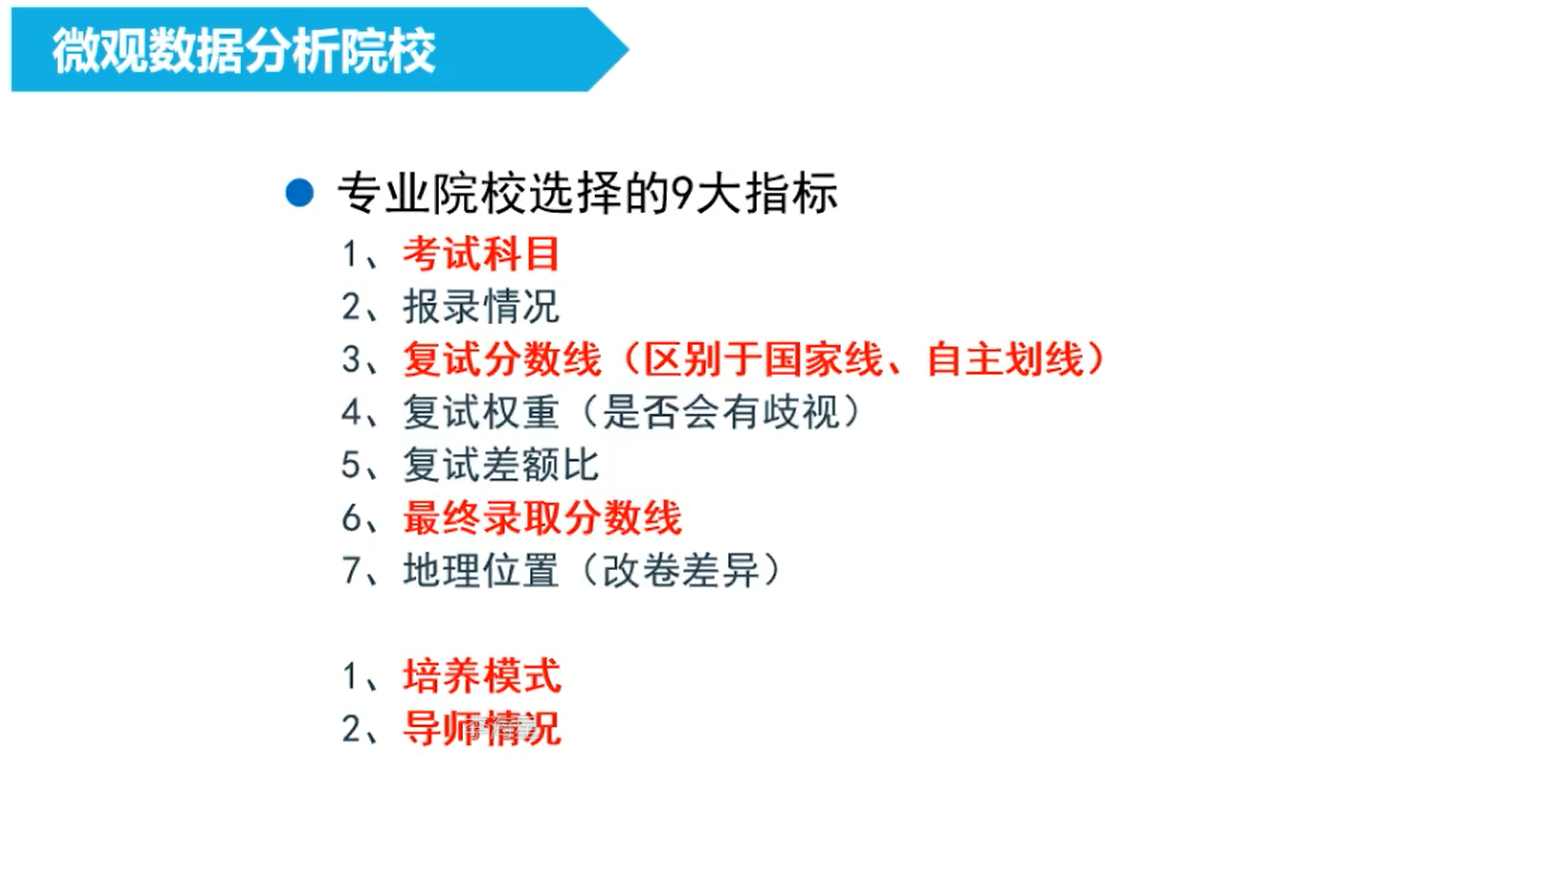 微观数据分析院校
专业院校选择的9大指标
1、考试科目
2、报录情况
3、复试分数线（区别于国家线、自主划线）
4、复试权重（是否会有歧视）
5、复试差额比
6、最终录取分数线
7、地理位置（改卷差异）
1、培养模式
2、导师情况